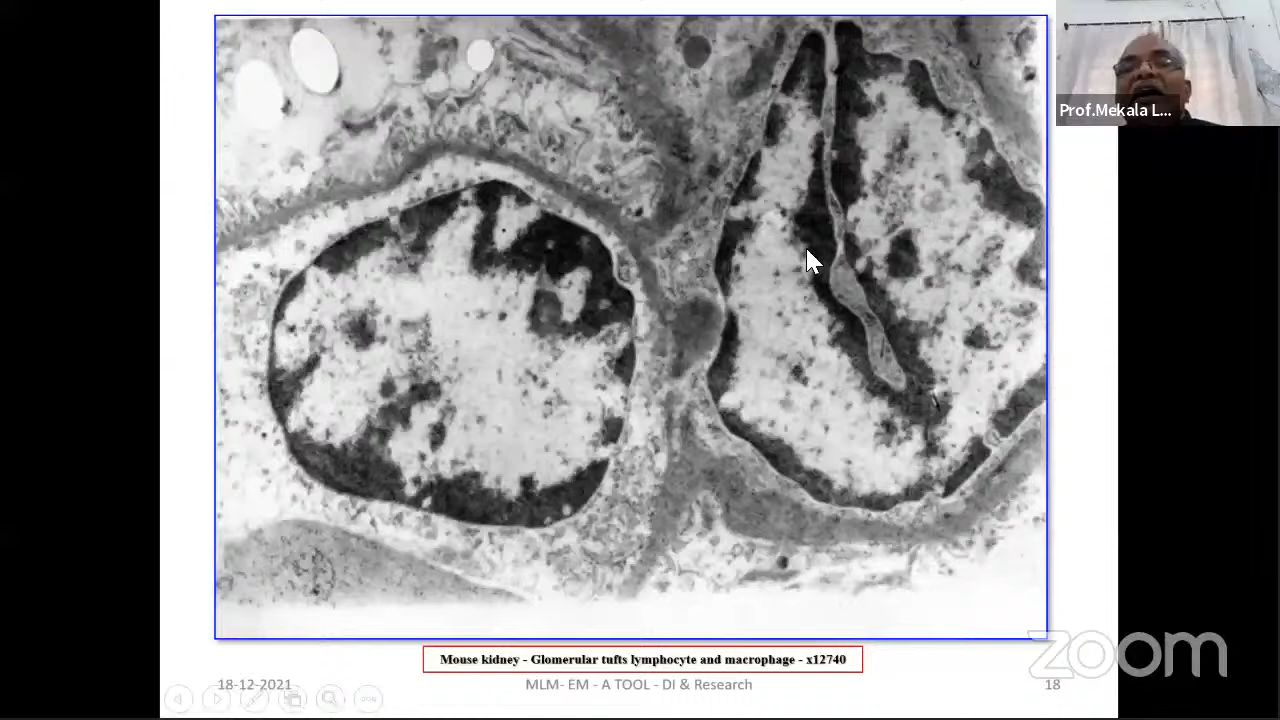 Prof.Mekala L...
Mouse kidney - Glomerular tufts lymphocyte and macrophage - x12740
zoom
18-12-2021
MLM- EM - A TOOL - DI & Research
18